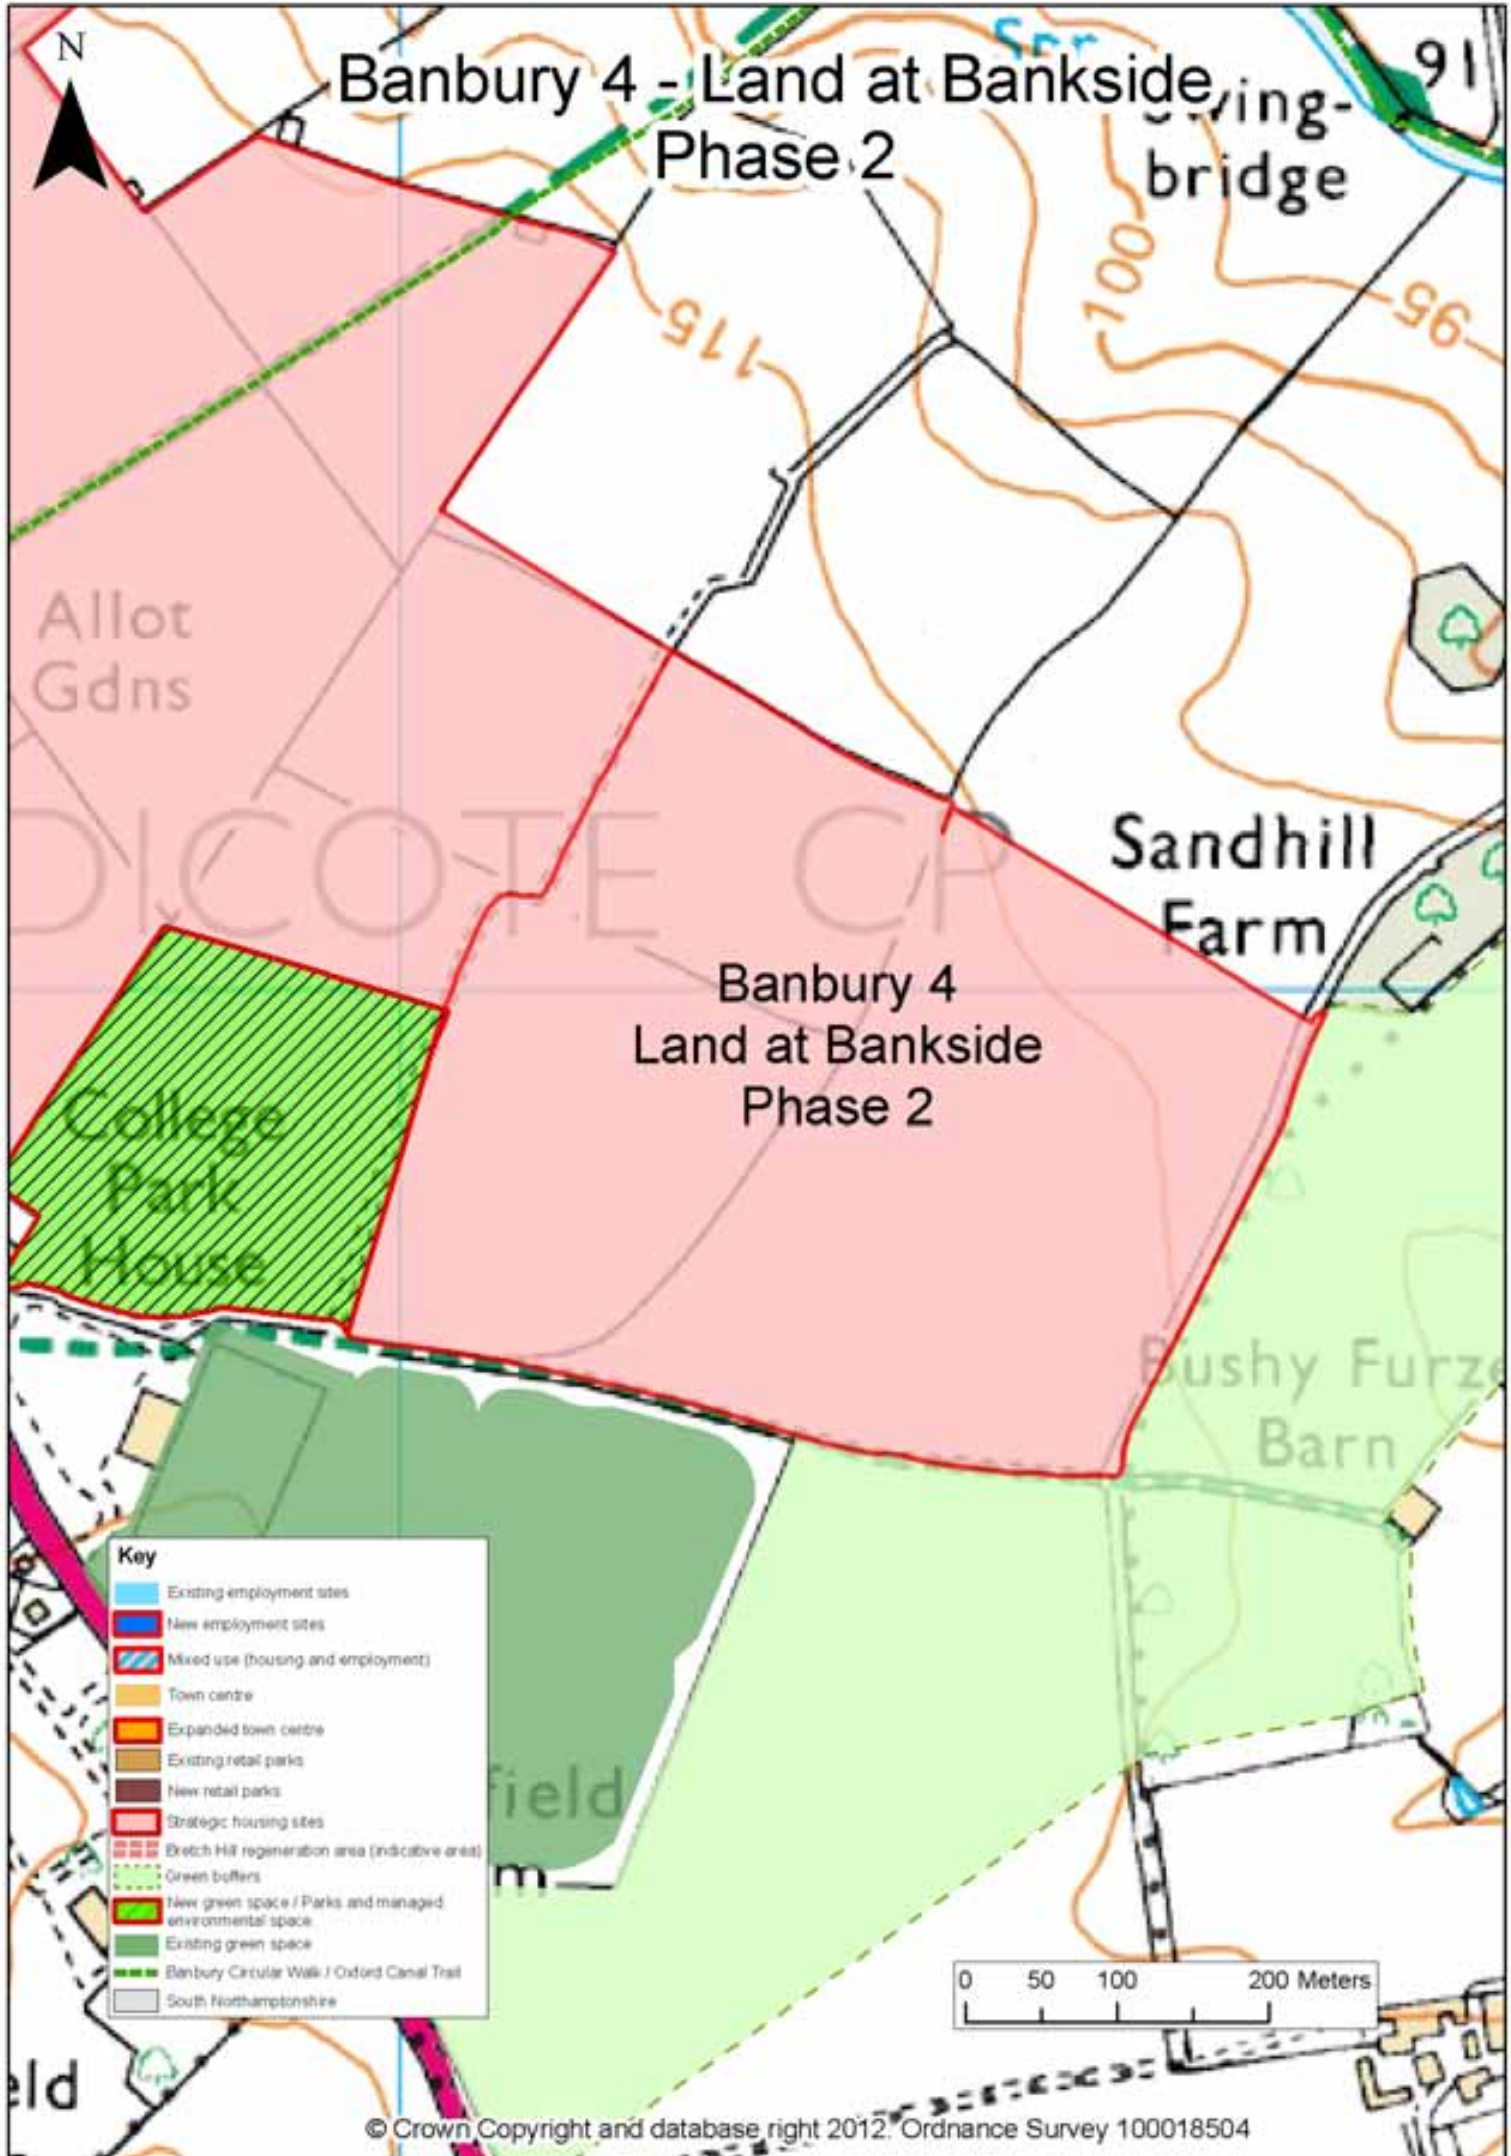 N
Banbury 4 - Land at Bankside
Phase 2
wing-
bridge
91
115
100
95
Allot
Gdns
DICOTE CP
Sandhill
Farm
Banbury 4
Land at Bankside
Phase 2
College
Park
House
Bushy Furze
Barn
field
m
eld
Key
Existing employment sites
New employment sites
Mixed use (housing and employment)
Town centre
Expanded town centre
Existing retail parks
New retail parks
Strategic housing sites
Bretch Hill regeneration area (indicative area)
Green buffers
New green space / Parks and managed
environmental space
Existing green space
Banbury Circular Walk / Oxford Canal Trail
South Northamptonshire
0 50 100 200 Meters
© Crown Copyright and database right 2012. Ordnance Survey 100018504